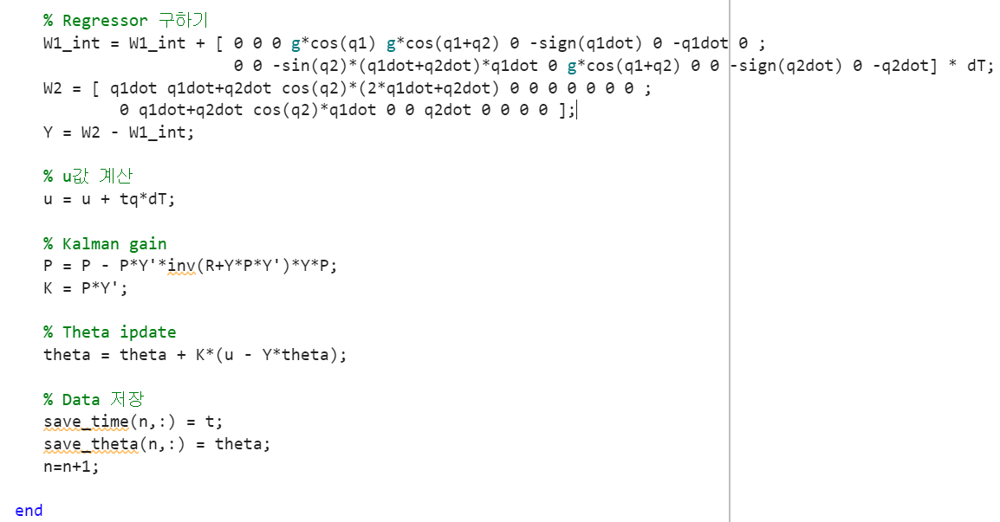 % Regressor 구하기
W1_int = W1_int + [ 0 0 0 g*cos(q1) g*cos(q1+q2) 0 -sign(q1dot) 0 -q1dot 0 ;
0 0 -sin(q2)*(q1dot+q2dot)*q1dot 0 g*cos(q1+q2) 0 0 -sign(q2dot) 0 -q2dot] * dT;
W2 = [ q1dot q1dot+q2dot cos(q2)*(2*q1dot+q2dot) 0 0 0 0 0 0 0 ;
0 q1dot+q2dot cos(q2)*q1dot 0 0 q2dot 0 0 0 0 ];
Y = W2 - W1_int;
% u값 계산
u = u + tq*dT;
% Kalman gain
P = P - P*Y'*inv(R+Y*P*Y')*Y*P;
K = P*Y';
% Theta ipdate
theta = theta + K*(u - Y*theta);
% Data 저장
save_time(n,:) = t;
save_theta(n,:) = theta;
n=n+1;
end